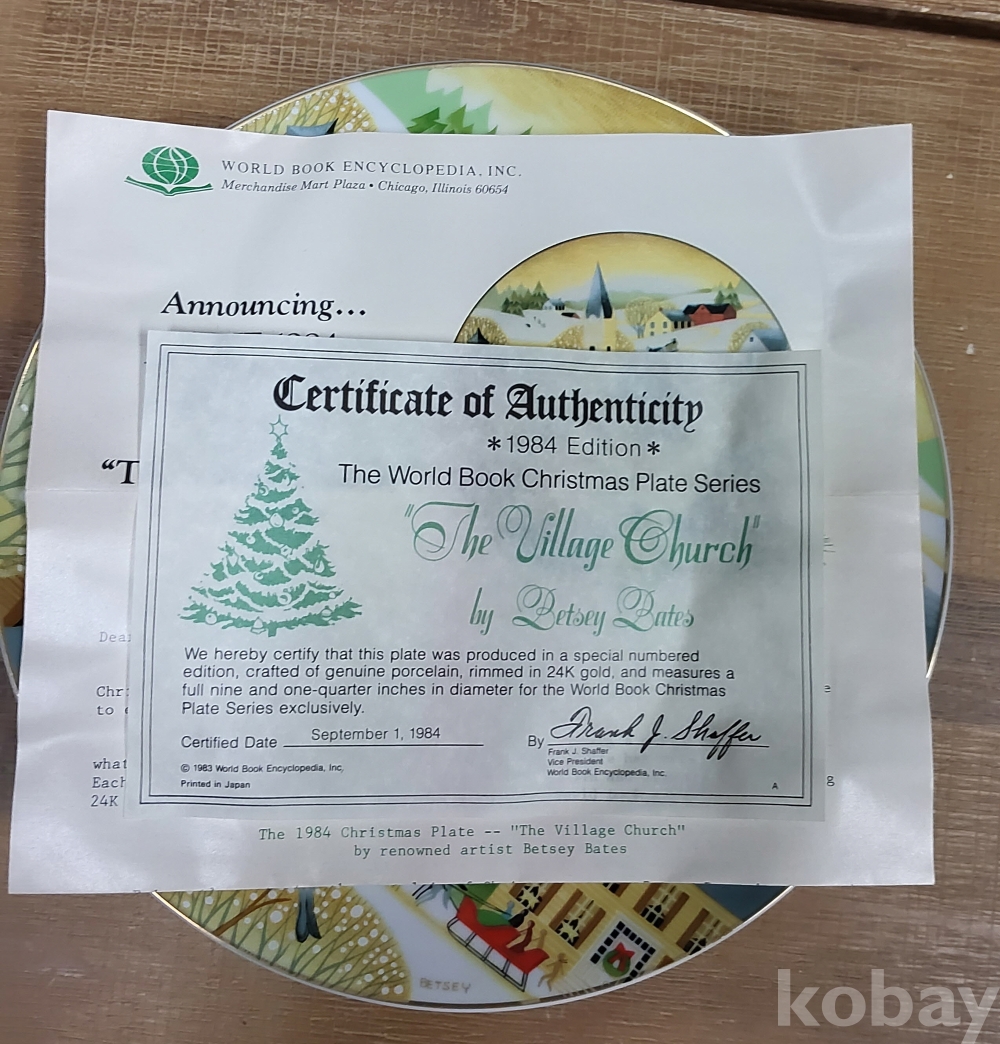 WORLD BOOK ENCYCLOPEDIA, INC.
Merchandise Mart Plaza • Chicago, Illinois 60654
Announcing...
Certificate of Authenticity
*1984 Edition*
The World Book Christmas Plate Series
"The Village Church"
by Betsey Bates
We hereby certify that this plate was produced in a special numbered
edition, crafted of genuine porcelain, rimmed in 24K gold, and measures a
full nine and one-quarter inches in diameter for the World Book Christmas
Plate Series exclusively.
Certified Date September 1, 1984
By Frank J. Shaffer
Frank J. Shaffer
Vice President
World Book Encyclopedia, Inc.
© 1983 World Book Encyclopedia, Inc.
Printed in Japan
A
"T
Dea
Chr
to
what
Each
24K
g
The 1984 Christmas Plate -- "The Village Church"
by renowned artist Betsey Bates
BETSEY
kobay